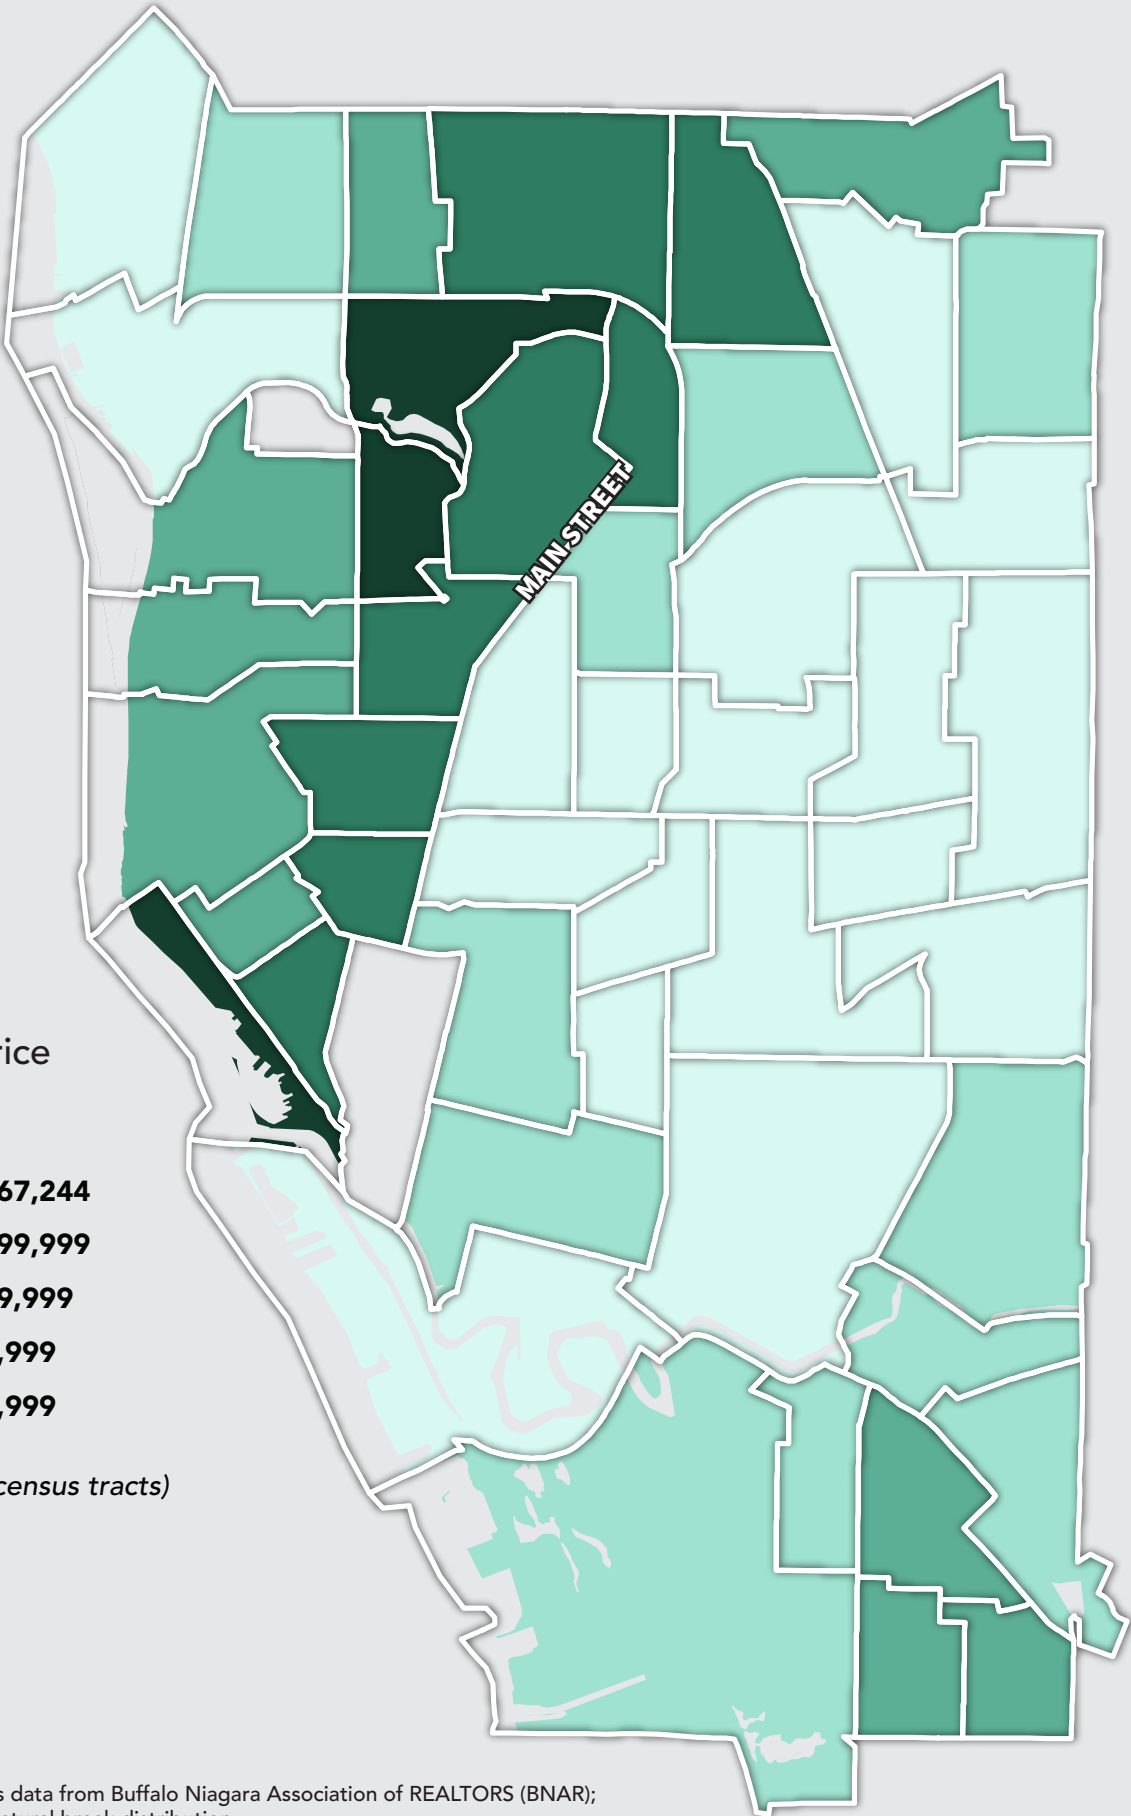 MAIN STREET
rice
67,244
99,999
9,999
,999
,999
census tracts)
s data from Buffalo Niagara Association of REALTORS (BNAR);